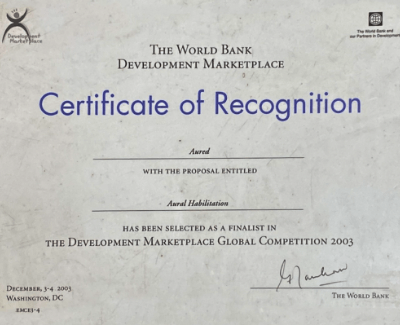 Development
Marketplace
The World Bank and
our Partners in Development
THE WORLD BANK
DEVELOPMENT MARKETPLACE
Certificate of Recognition
Aured
WITH THE PROPOSAL ENTITLED
Aural Habilitation
HAS BEEN SELECTED AS A FINALIST IN
THE DEVELOPMENT MARKETPLACE GLOBAL COMPETITION 2003
DECEMBER, 3-4 2003
WASHINGTON, DC
THE WORLD BANK